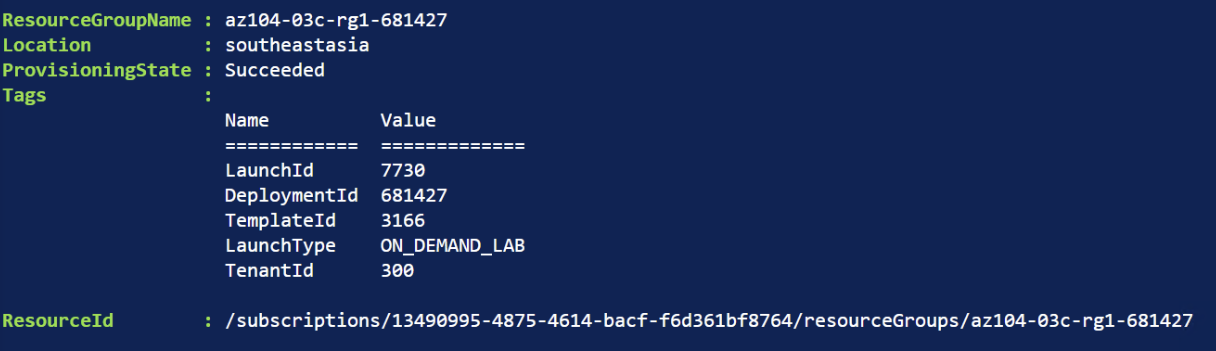 ResourceGroupName : az104-03c-rg1-681427
Location : southeastasia
ProvisioningState : Succeeded
Tags :
Name Value
============ =============
LaunchId 7730
DeploymentId 681427
TemplateId 3166
LaunchType ON_DEMAND_LAB
TenantId 300
ResourceId : /subscriptions/13490995-4875-4614-bacf-f6d361bf8764/resourceGroups/az104-03c-rg1-681427